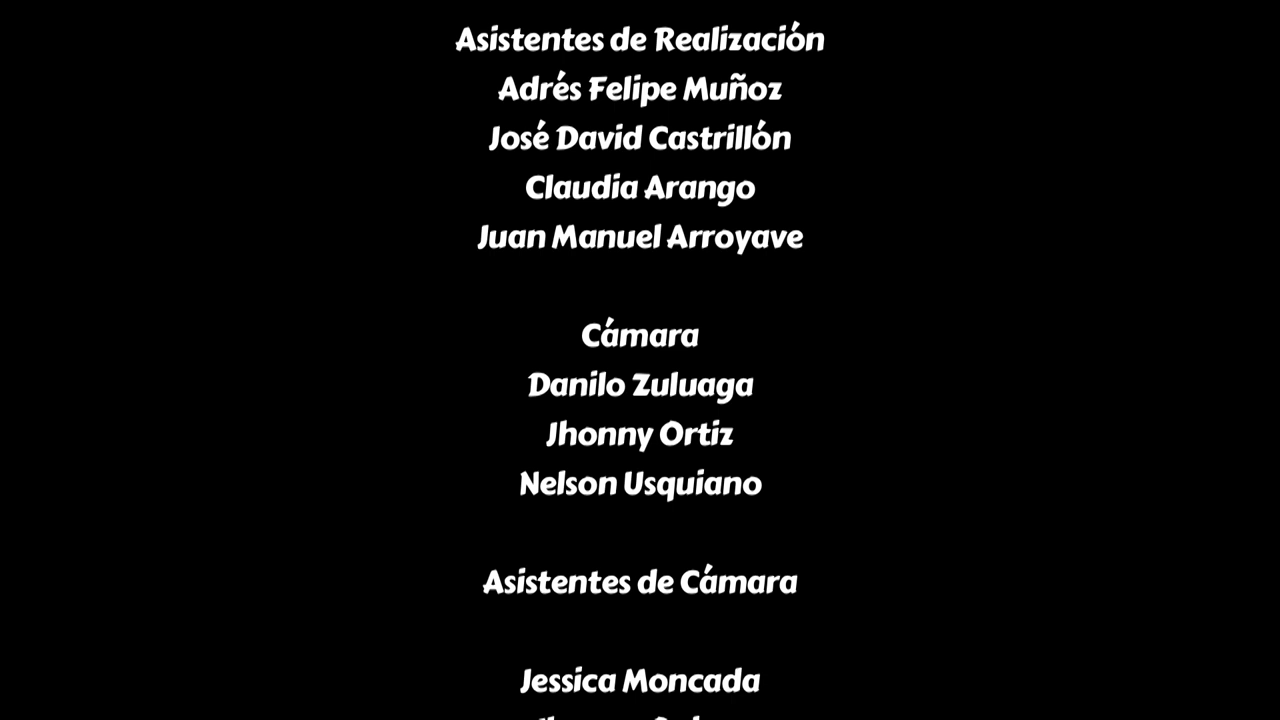 Asistentes de Realización
Adrés Felipe Muñoz
José David Castrillón
Claudia Arango
Juan Manuel Arroyave
Cámara
Danilo Zuluaga
Jhonny Ortiz
Nelson Usquiano
Asistentes de Cámara
Jessica Moncada